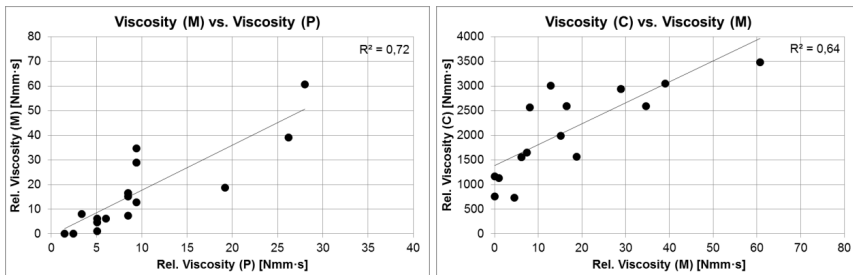 Viscosity (M) vs. Viscosity (P)
R² = 0,72
Rel. Viscosity (M) [Nmm·s]
80
70
60
50
40
30
20
10
0
0 5 10 15 20 25 30 35 40
Rel. Viscosity (P) [Nmm·s]
Viscosity (C) vs. Viscosity (M)
R² = 0,64
Rel. Viscosity (C) [Nmm·s]
4000
3500
3000
2500
2000
1500
1000
500
0
0 10 20 30 40 50 60 70 80
Rel. Viscosity (M) [Nmm·s]